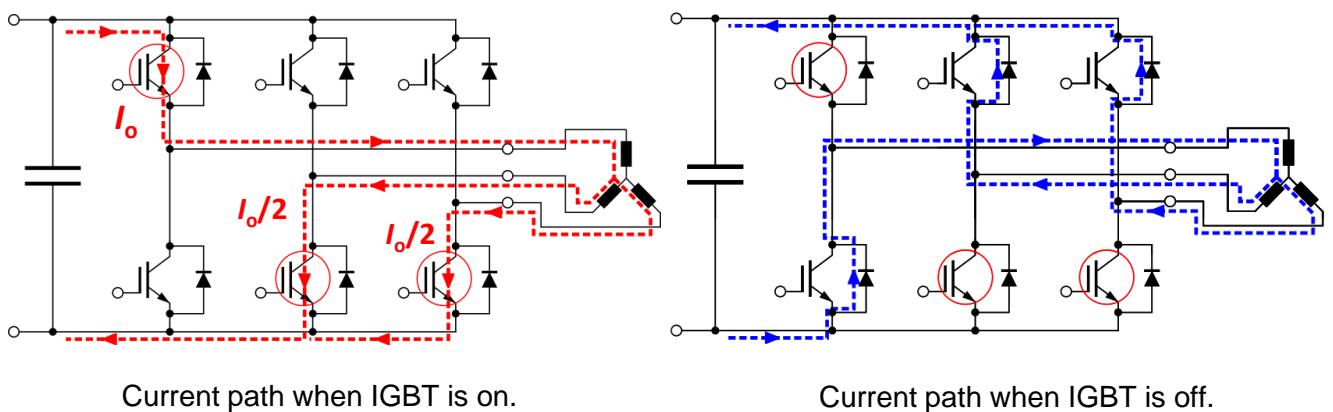 Io
Io/2
Io/2
Current path when IGBT is on.
Current path when IGBT is off.